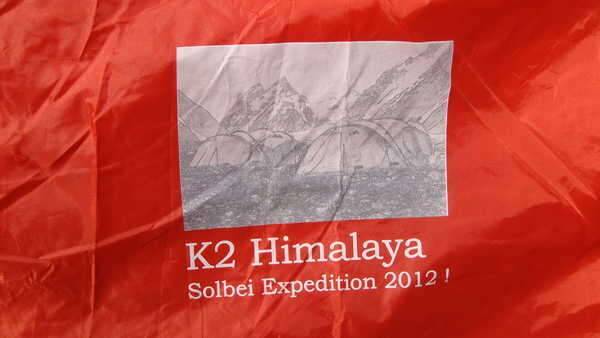 K2 Himalaya
Solbei Expedition 2012 !